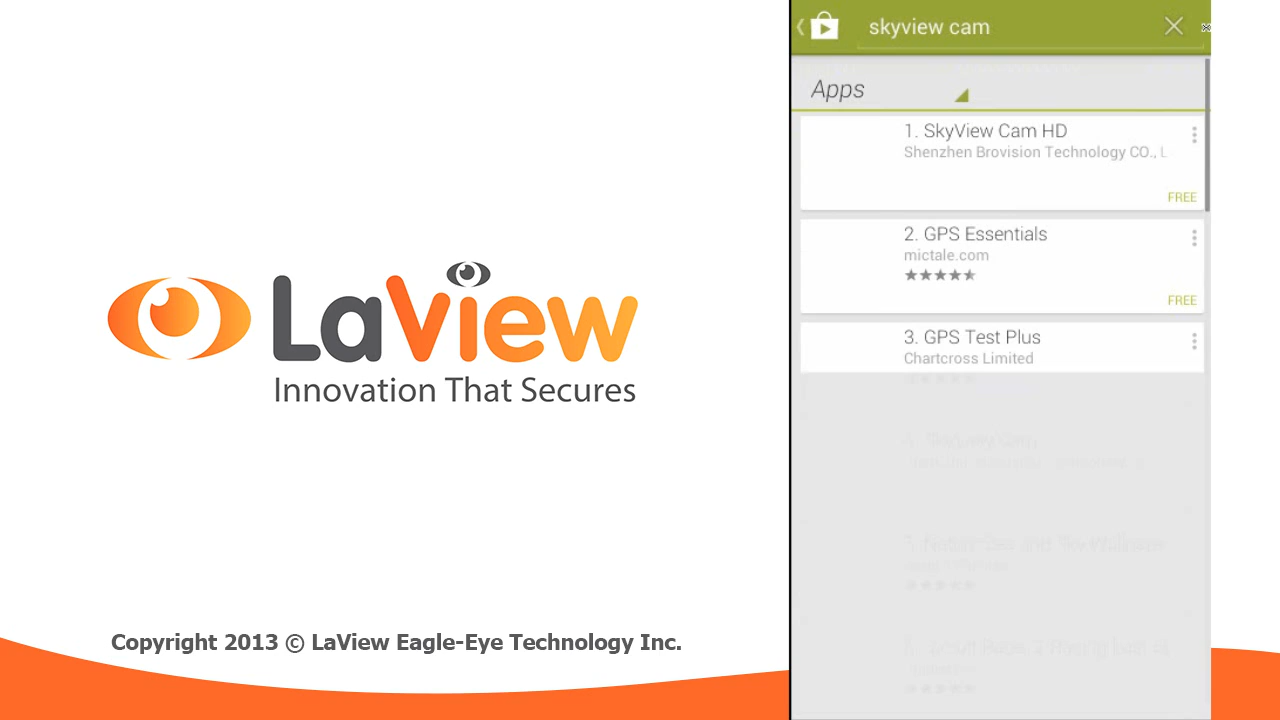 LaView
Innovation That Secures
Copyright 2013 © LaView Eagle-Eye Technology Inc.
skyview cam
Apps
1. SkyView Cam HD
Shenzhen Brovision Technology CO., L
FREE
2. GPS Essentials
mictale.com
FREE
3. GPS Test Plus
Chartcross Limited